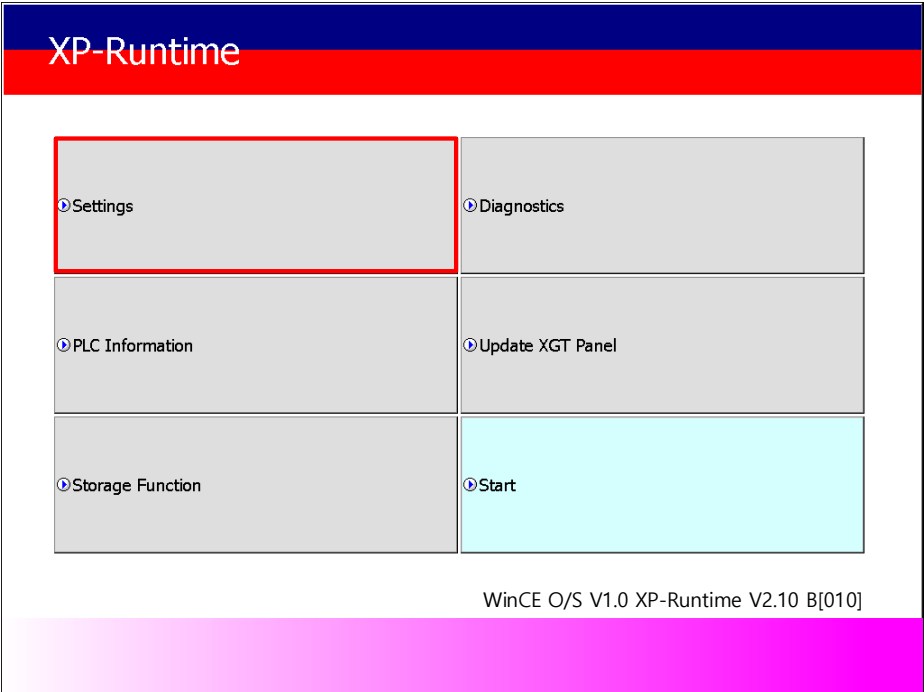 XP-Runtime
Settings
Diagnostics
PLC Information
Update XGT Panel
Storage Function
Start
WinCE O/S V1.0 XP-Runtime V2.10 B[010]